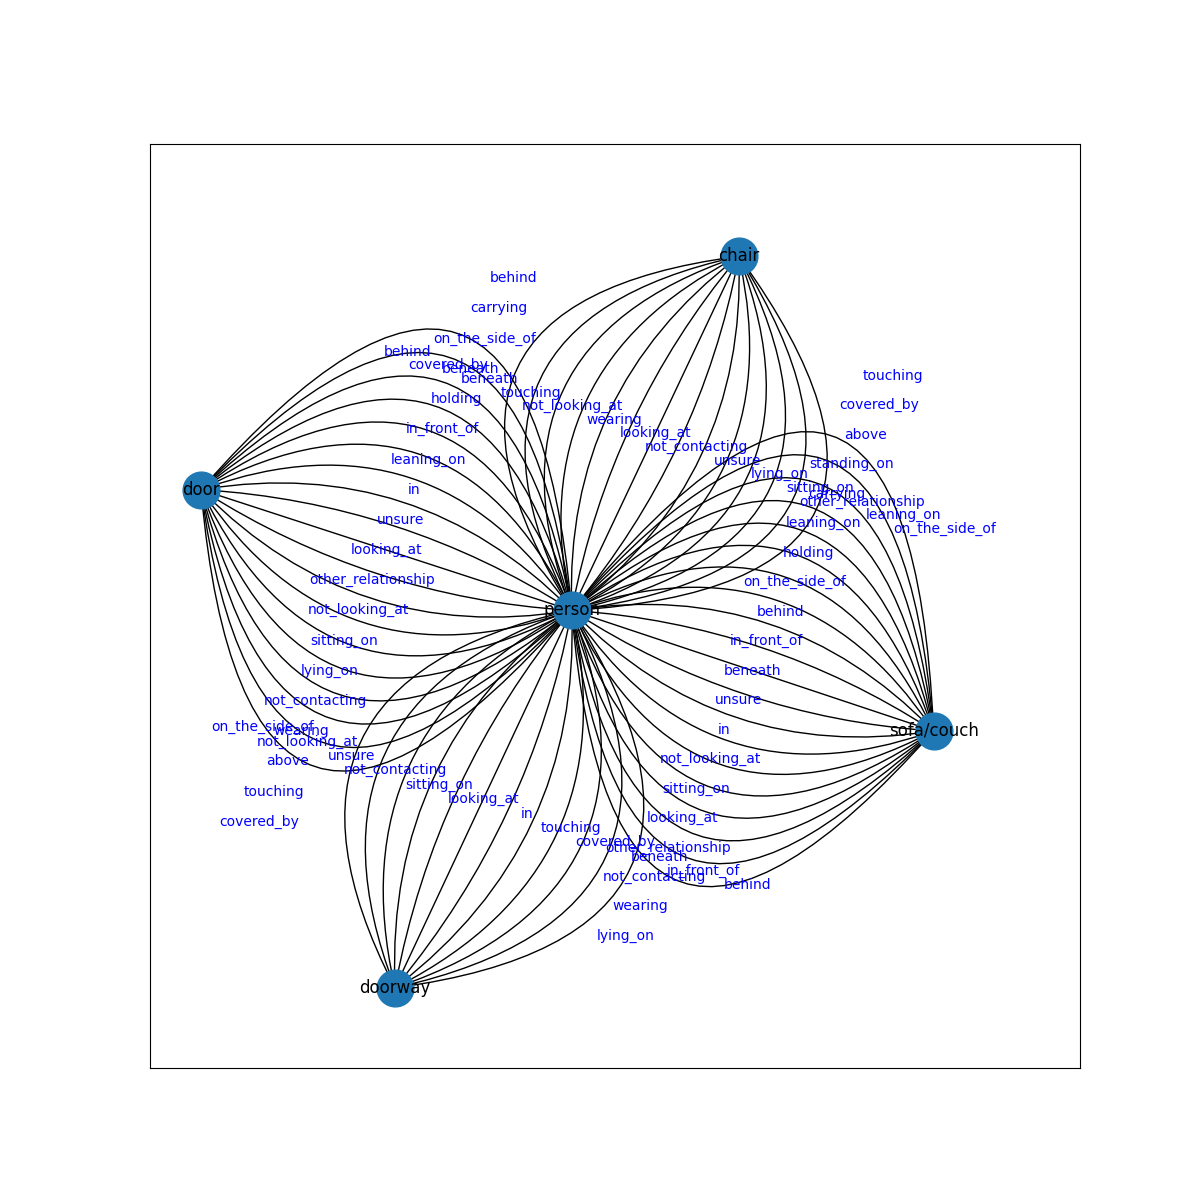 chair
behind
carrying
on_the_side_of
behind
covered_by
beneath
beneath
touching
covered_by
touching
not_looking_at
holding
wearing
in_front_of
looking_at
above
not_contacting
leaning_on
unsure
standing_on
lying_on
door
in
sitting_on
carrying
other_relationship
leaning_on
unsure
leaning_on
on_the_side_of
looking_at
holding
other_relationship
on_the_side_of
not_looking_at
person
behind
sitting_on
in_front_of
lying_on
beneath
not_contacting
unsure
on_the_side_of
wearing
in
sofa/couch
not_looking_at
unsure
above
not_looking_at
not_contacting
sitting_on
sitting_on
touching
looking_at
looking_at
covered_by
in
touching
covered_by
other_relationship
beneath
in_front_of
not_contacting
behind
wearing
lying_on
doorway